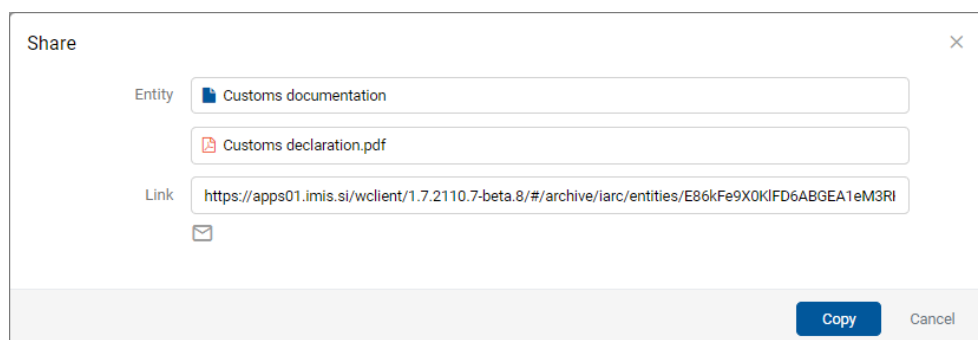 Share
Entity
Customs documentation
Customs declaration.pdf
Link
https://apps01.imis.si/wclient/1.7.2110.7-beta.8/#/archive/iarc/entities/E86kFe9X0KlFD6ABGEA1eM3R
Copy
Cancel